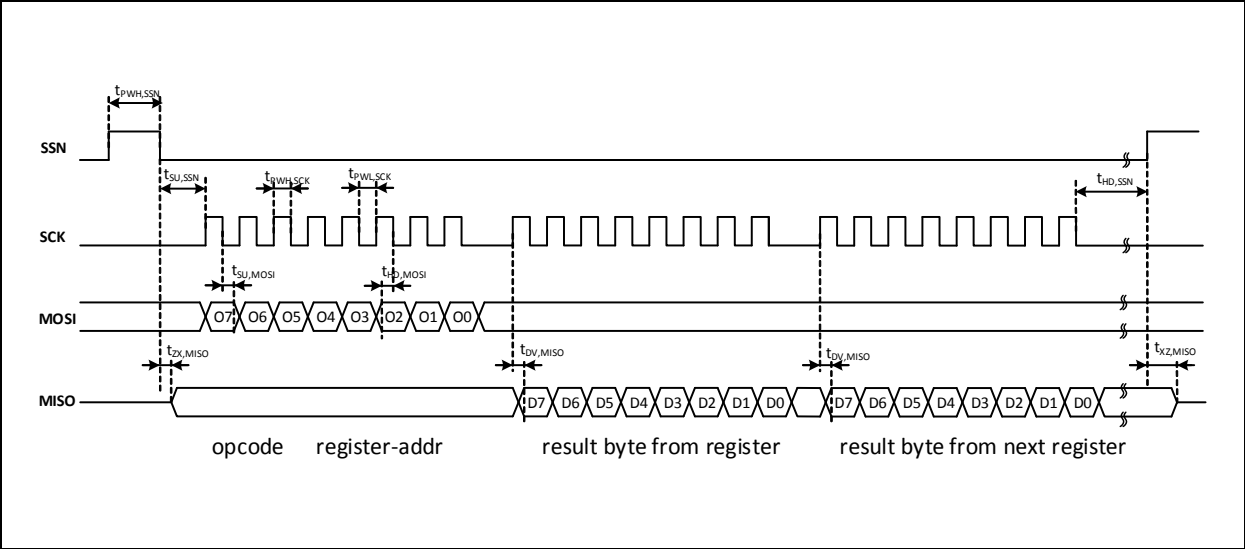 tPWH,SSN
SSN
tSU,SSN
tPWH,SCK
tPWL,SCK
tHD,SSN
SCK
tSU,MOSI
tHD,MOSI
MOSI
O7 O6 O5 O4 O3 O2 O1 O0
tZX,MISO
tDV,MISO
tDV,MISO
tXZ,MISO
MISO
D7 D6 D5 D4 D3 D2 D1 D0
D7 D6 D5 D4 D3 D2 D1 D0
opcode register-addr
result byte from register
result byte from next register